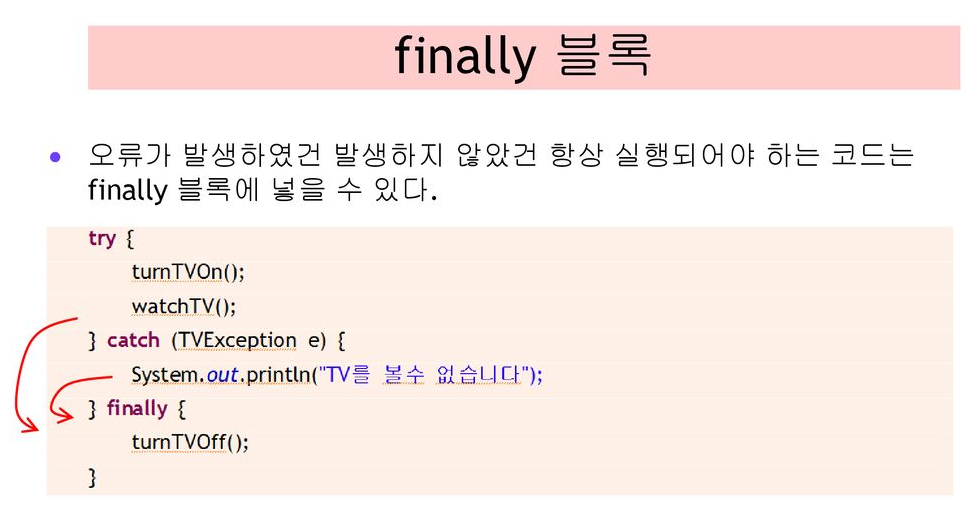 finally 블록
오류가 발생하였건 발생하지 않았건 항상 실행되어야 하는 코드는
finally 블록에 넣을 수 있다.
try {
turnTVOn();
watchTV();
} catch (TVException e) {
System.out.println("TV를 볼수 없습니다");
} finally {
turnTVOff();
}